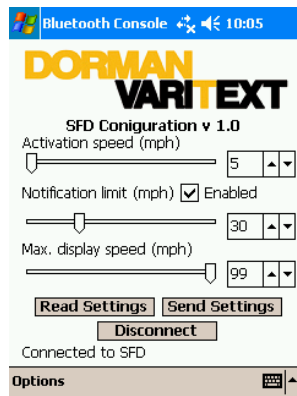 Bluetooth Console 10:05
DORMAN
VARITEXT
SFD Coniguration v 1.0
Activation speed (mph)
5
Notification limit (mph) Enabled
30
Max. display speed (mph)
99
Read Settings Send Settings
Disconnect
Connected to SFD
Options